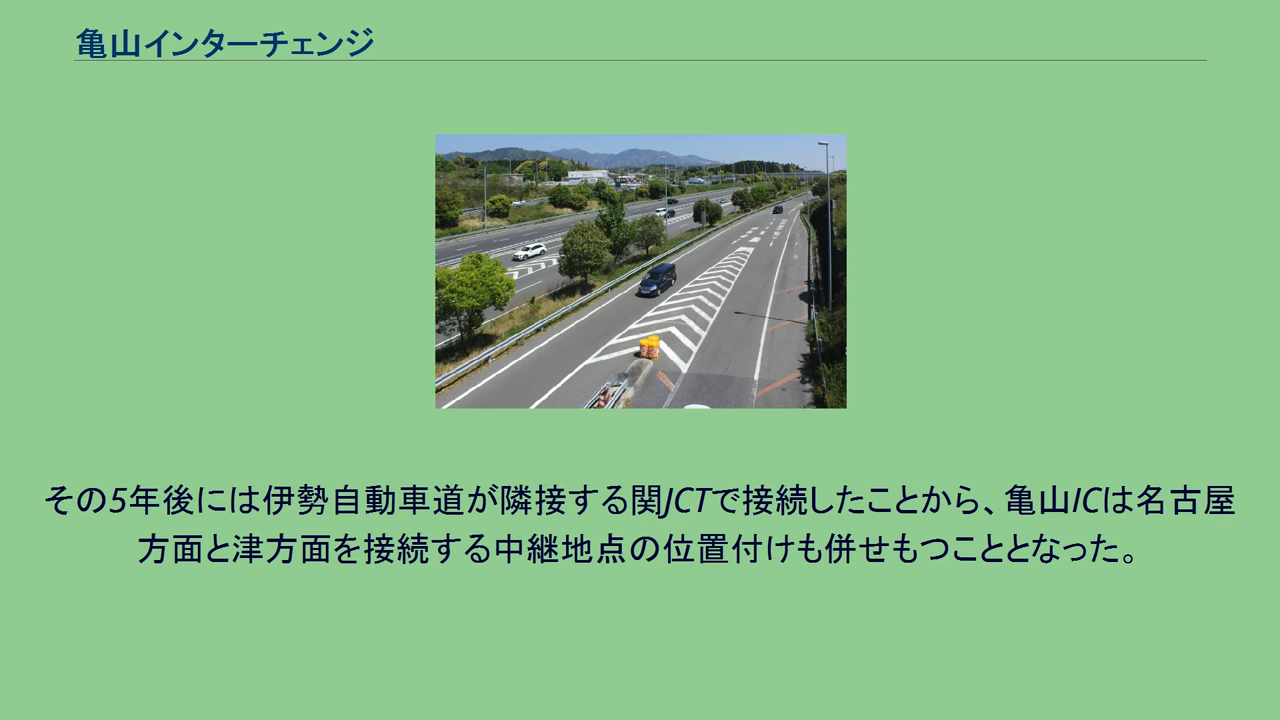 亀山インターチェンジ
その5年後には伊勢自動車道が隣接する関JCTで接続したことから、亀山ICは名古屋
方面と津方面を接続する中継地点の位置付けも併せもつこととなった。